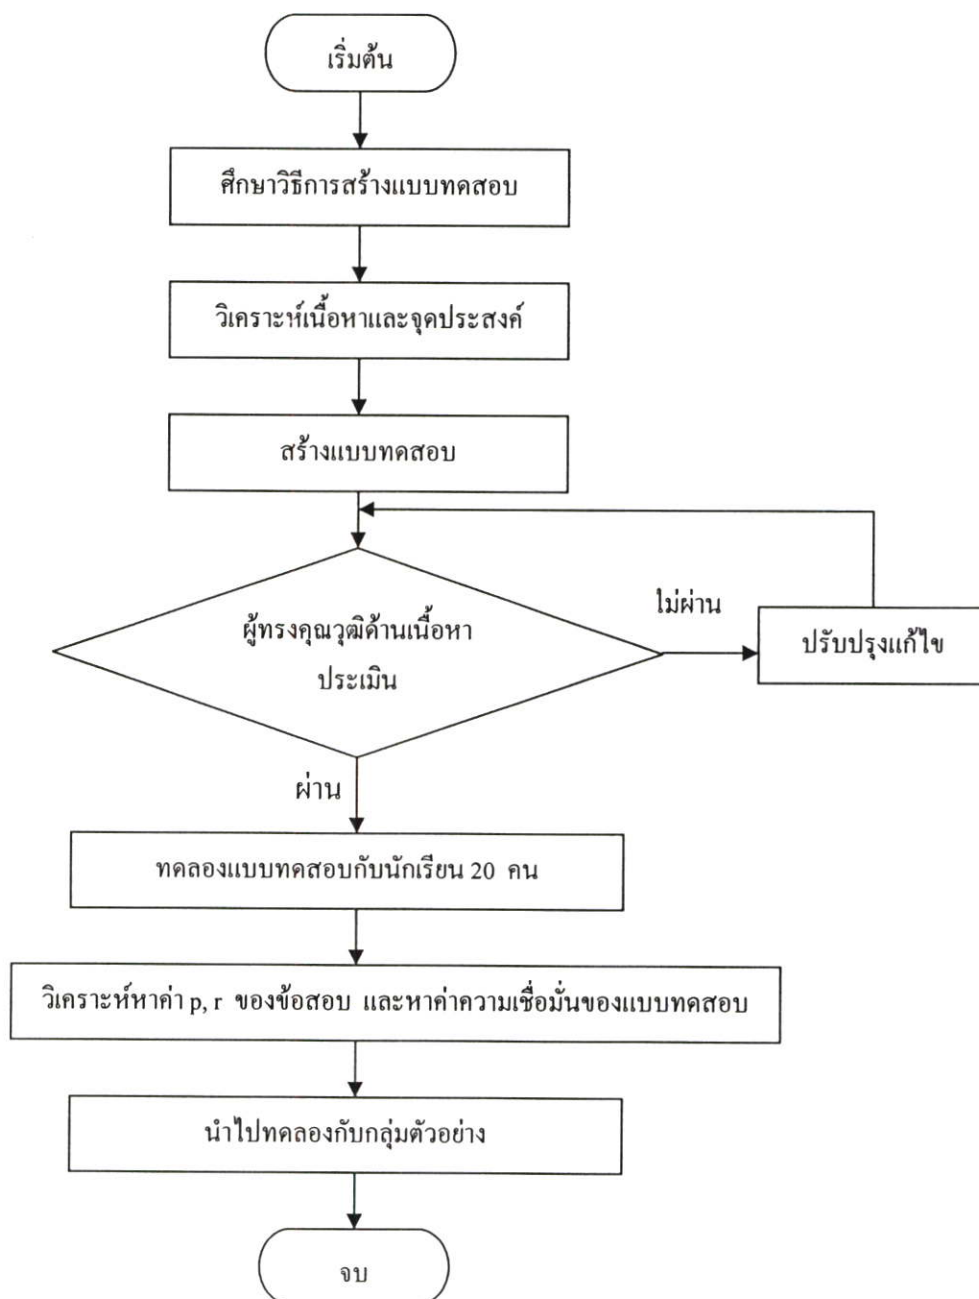 เริ่มต้น
ศึกษาวิธีการสร้างแบบทดสอบ
วิเคราะห์เนื้อหาและจุดประสงค์
สร้างแบบทดสอบ
ผู้ทรงคุณวุฒิด้านเนื้อหา
ประเมิน
ไม่ผ่าน
ปรับปรุงแก้ไข
ผ่าน
ทดลองแบบทดสอบกับนักเรียน 20 คน
วิเคราะห์หาค่า p, r ของข้อสอบ และหาค่าความเชื่อมั่นของแบบทดสอบ
นำไปทดลองกับกลุ่มตัวอย่าง
จบ